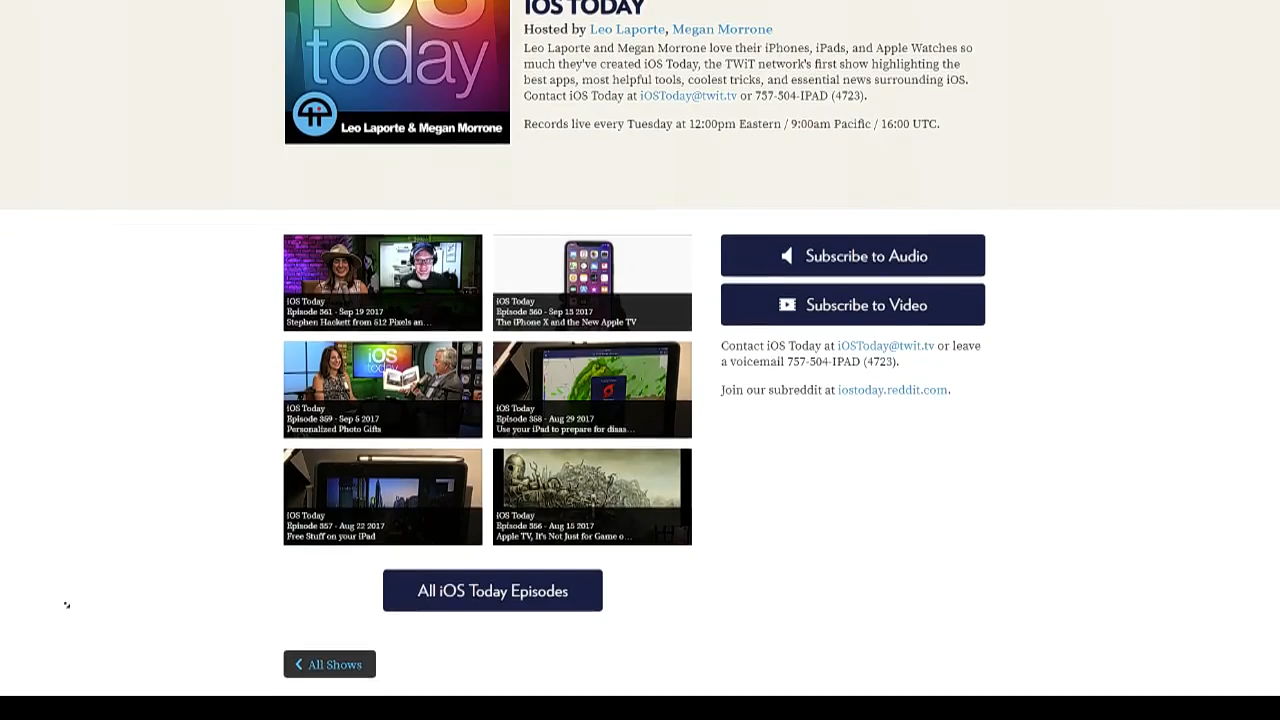 iOS TODAY
iOS
today
Leo Laporte & Megan Morrone
Hosted by Leo Laporte, Megan Morrone
Leo Laporte and Megan Morrone love their iPhones, iPads, and Apple Watches so
much they've created iOS Today, the TWiT network's first show highlighting the
best apps, most helpful tools, coolest tricks, and essential news surrounding iOS.
Contact iOS Today at iOSToday@twit.tv or 757-504-IPAD (4723).
Records live every Tuesday at 12:00pm Eastern / 9:00am Pacific / 16:00 UTC.
iOS Today
Episode 361 - Sep 19 2017
Stephen Hackett from 512 Pixels an...
iOS Today
Episode 360 - Sep 13 2017
The iPhone X and the New Apple TV
iOS
today
iOS Today
Episode 359 - Sep 5 2017
Personalized Photo Gifts
iOS Today
Episode 358 - Aug 29 2017
Use your iPad to prepare for disas...
iOS Today
Episode 357 - Aug 22 2017
Free Stuff on your iPad
iOS Today
Episode 356 - Aug 15 2017
Apple TV, It's Not Just for Game o...
All iOS Today Episodes
All Shows
Subscribe to Audio
Subscribe to Video
Contact iOS Today at iOSToday@twit.tv or leave
a voicemail 757-504-IPAD (4723).
Join our subreddit at iostoday.reddit.com.